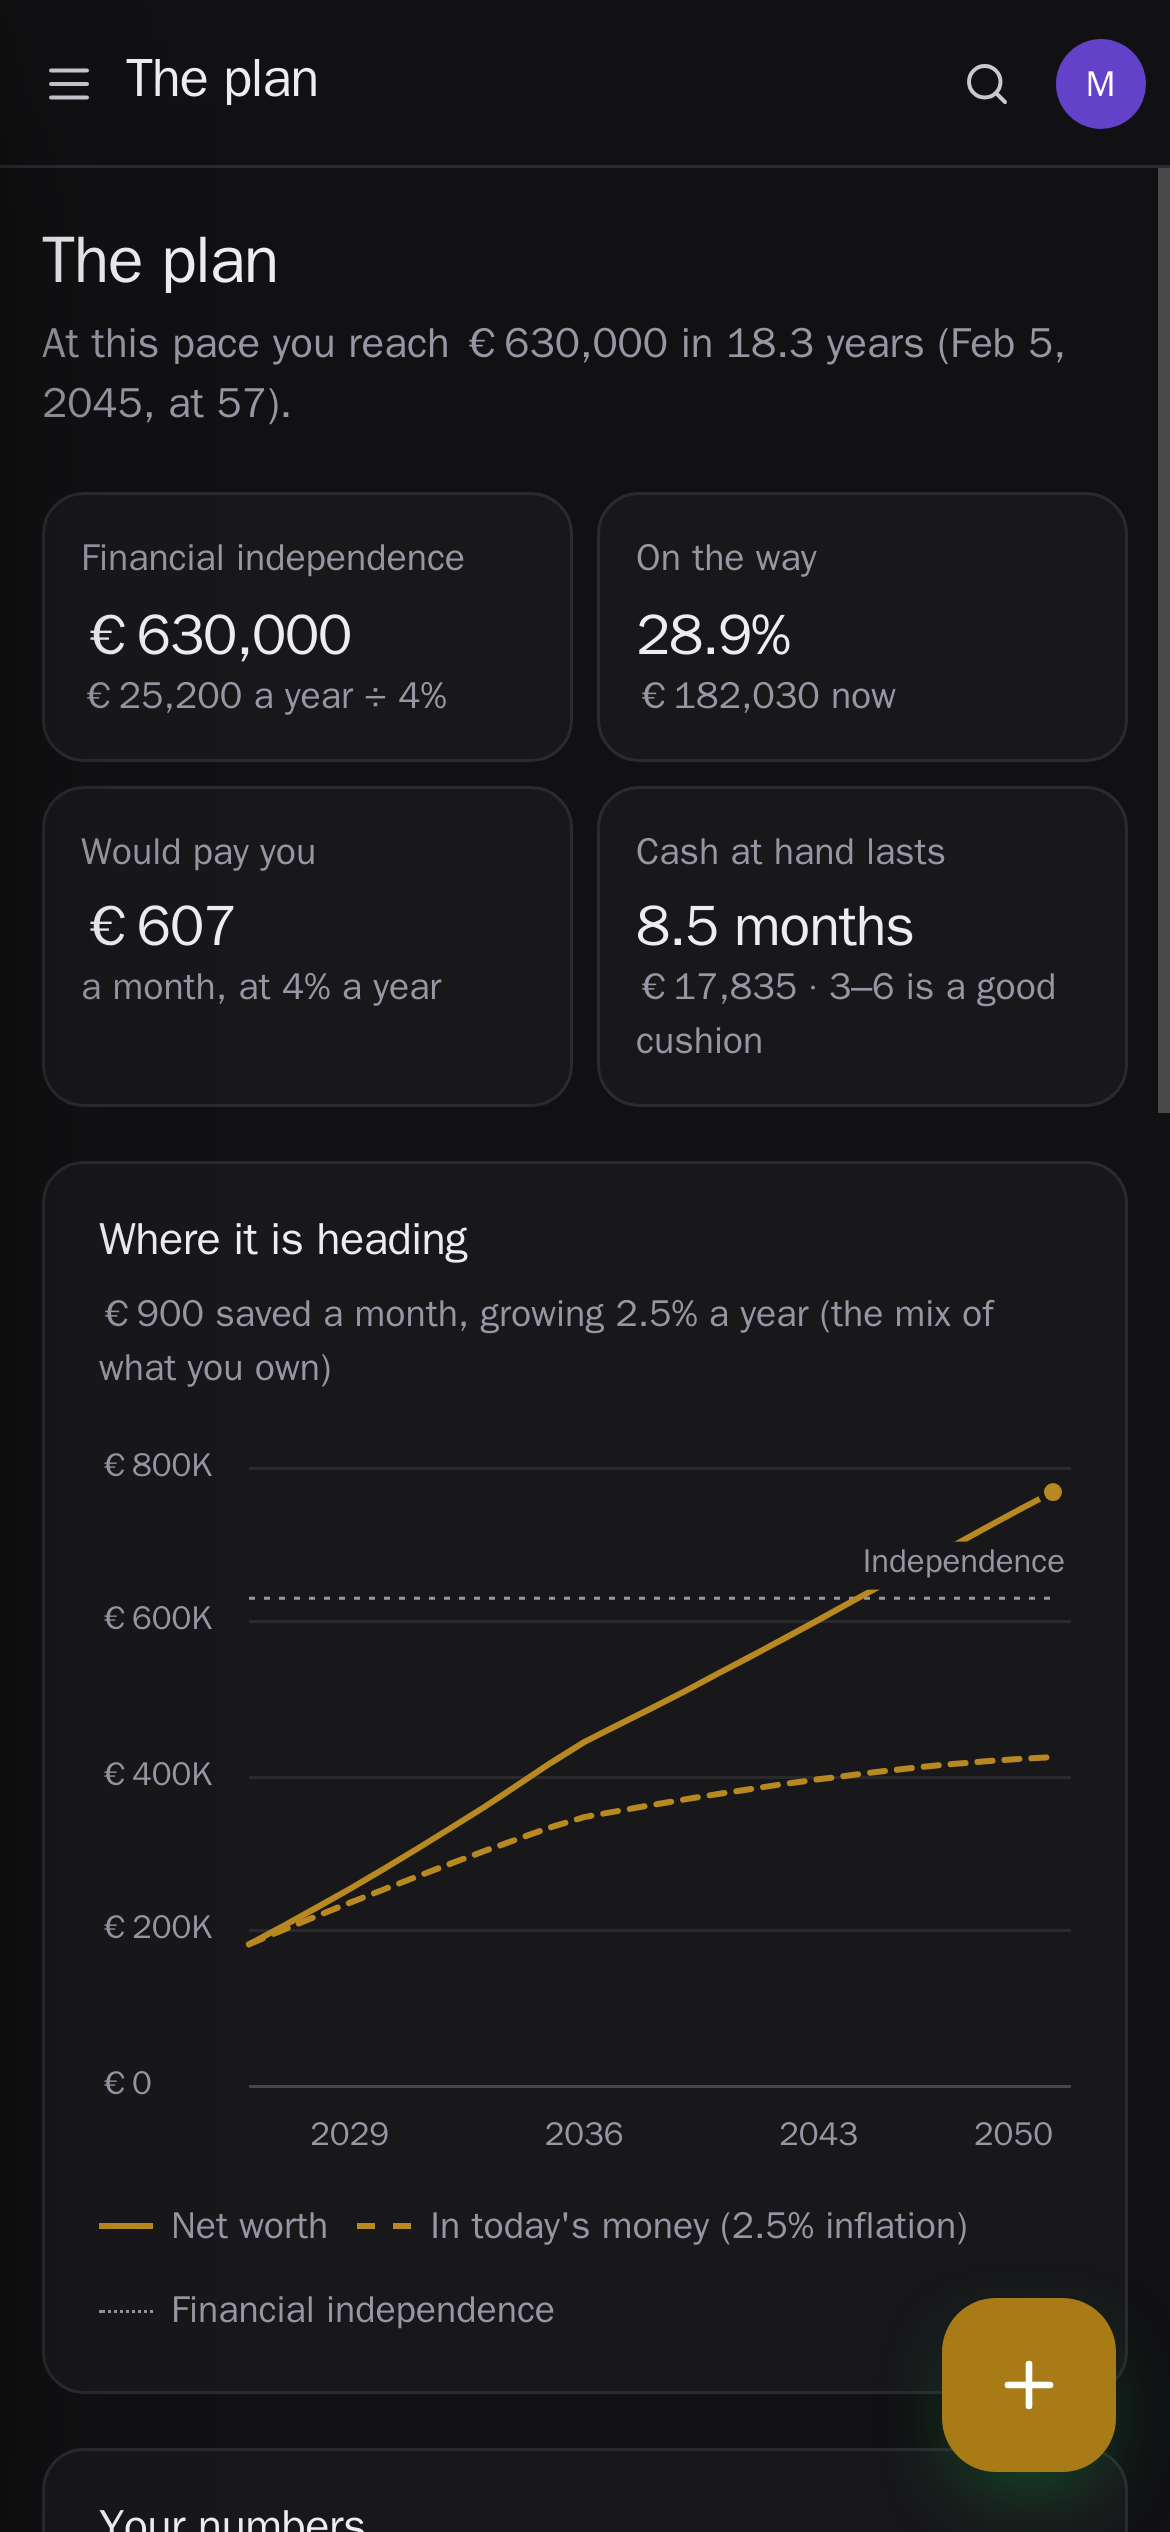 The plan
M
The plan
At this pace you reach € 630,000 in 18.3 years (Feb 5,
2045, at 57).
Financial independence
€ 630,000
€ 25,200 a year ÷ 4%
On the way
28.9%
€ 182,030 now
Would pay you
€ 607
a month, at 4% a year
Cash at hand lasts
8.5 months
€ 17,835 · 3–6 is a good
cushion
Where it is heading
€ 900 saved a month, growing 2.5% a year (the mix of
what you own)
€ 800K
Independence
€ 600K
€ 400K
€ 200K
€ 0
2029 2036 2043 2050
Net worth In today's money (2.5% inflation)
Financial independence
Your numbers